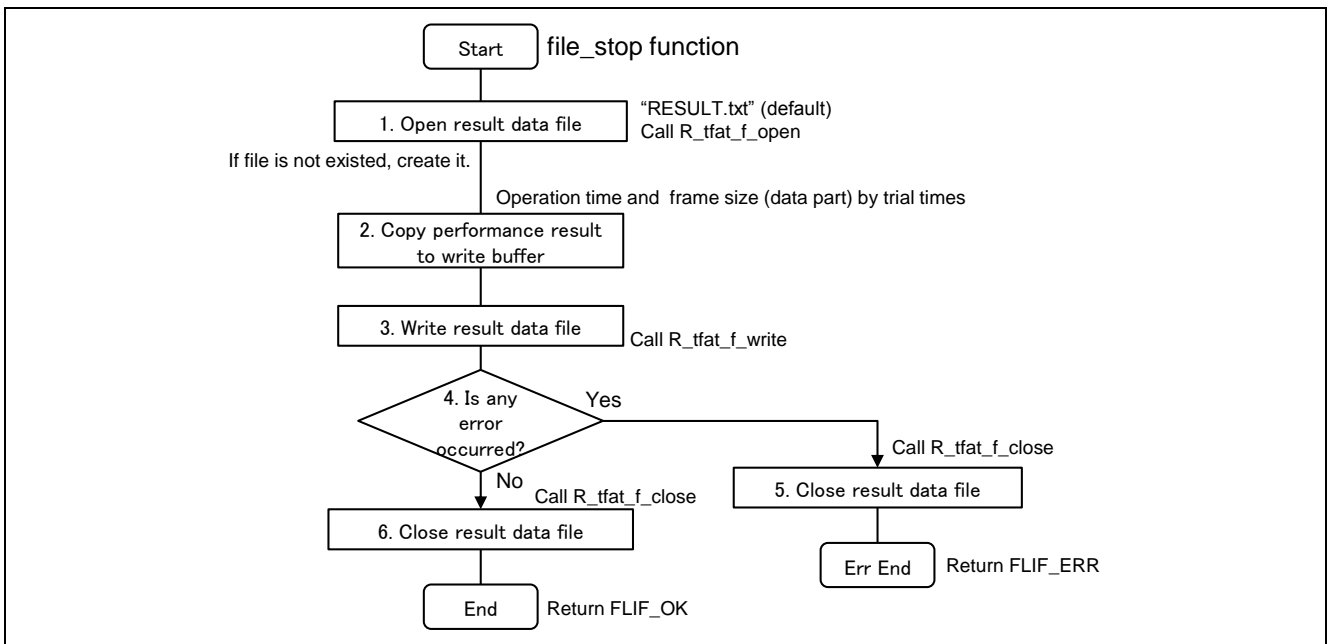 Start
file_stop function
1. Open result data file
“RESULT.txt” (default)
Call R_tfat_f_open
If file is not existed, create it.
Operation time and frame size (data part) by trial times
2. Copy performance result
to write buffer
3. Write result data file
Call R_tfat_f_write
4. Is any
error
occurred?
Yes
No
Call R_tfat_f_close
5. Close result data file
Call R_tfat_f_close
6. Close result data file
Err End
Return FLIF_ERR
End
Return FLIF_OK